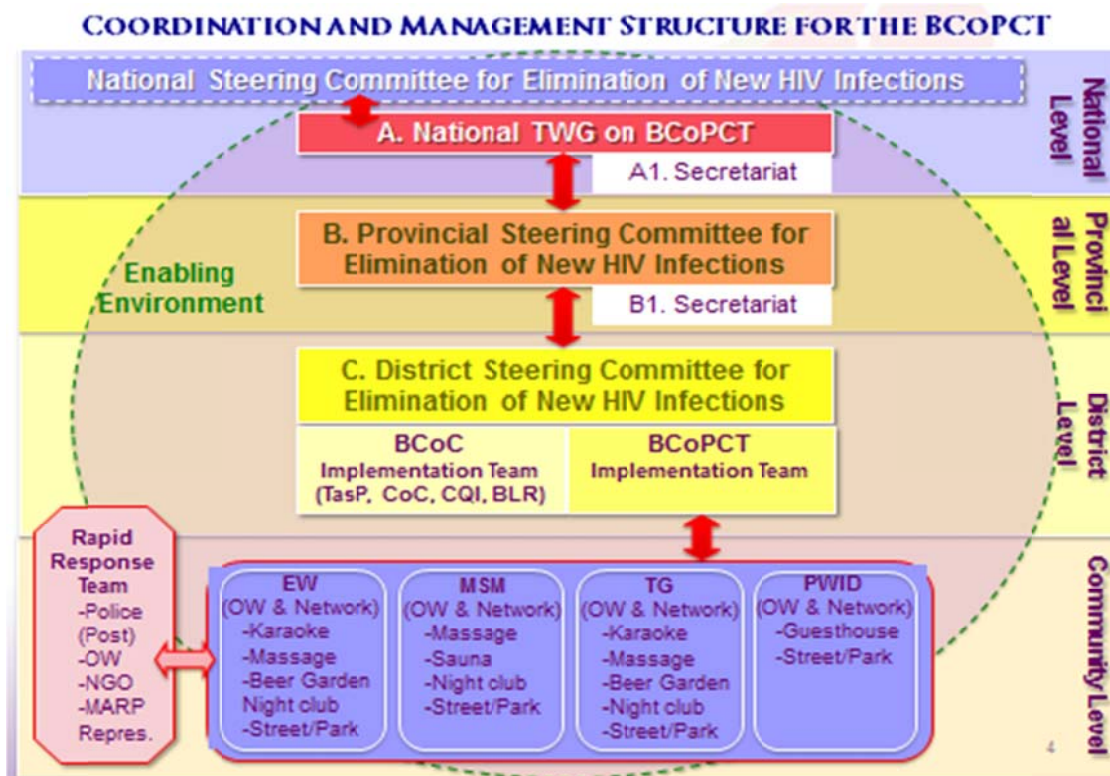 COORDINATION AND MANAGEMENT STRUCTURE FOR THE BCOPCT
National Steering Committee for Elimination of New HIV Infections
A. National TWG on BCoPCT
A1. Secretariat
National
Level
B. Provincial Steering Committee for
Elimination of New HIV Infections
B1. Secretariat
Provinci
al Level
Enabling
Environment
C. District Steering Committee for
Elimination of New HIV Infections
BCoC
Implementation Team
(TasP, CoC, CQI, BLR)
BCoPCT
Implementation Team
District
Level
Rapid
Response
Team
-Police
(Post)
-OW
-NGO
-MARP
Repres.
EW
(OW & Network)
-Karaoke
-Massage
-Beer Garden
Night club
-Street/Park
MSM
(OW & Network)
-Massage
-Sauna
-Night club
-Street/Park
TG
(OW & Network)
-Karaoke
-Massage
-Beer Garden
-Night club
-Street/Park
PWID
(OW & Network)
-Guesthouse
-Street/Park
Community Level
4